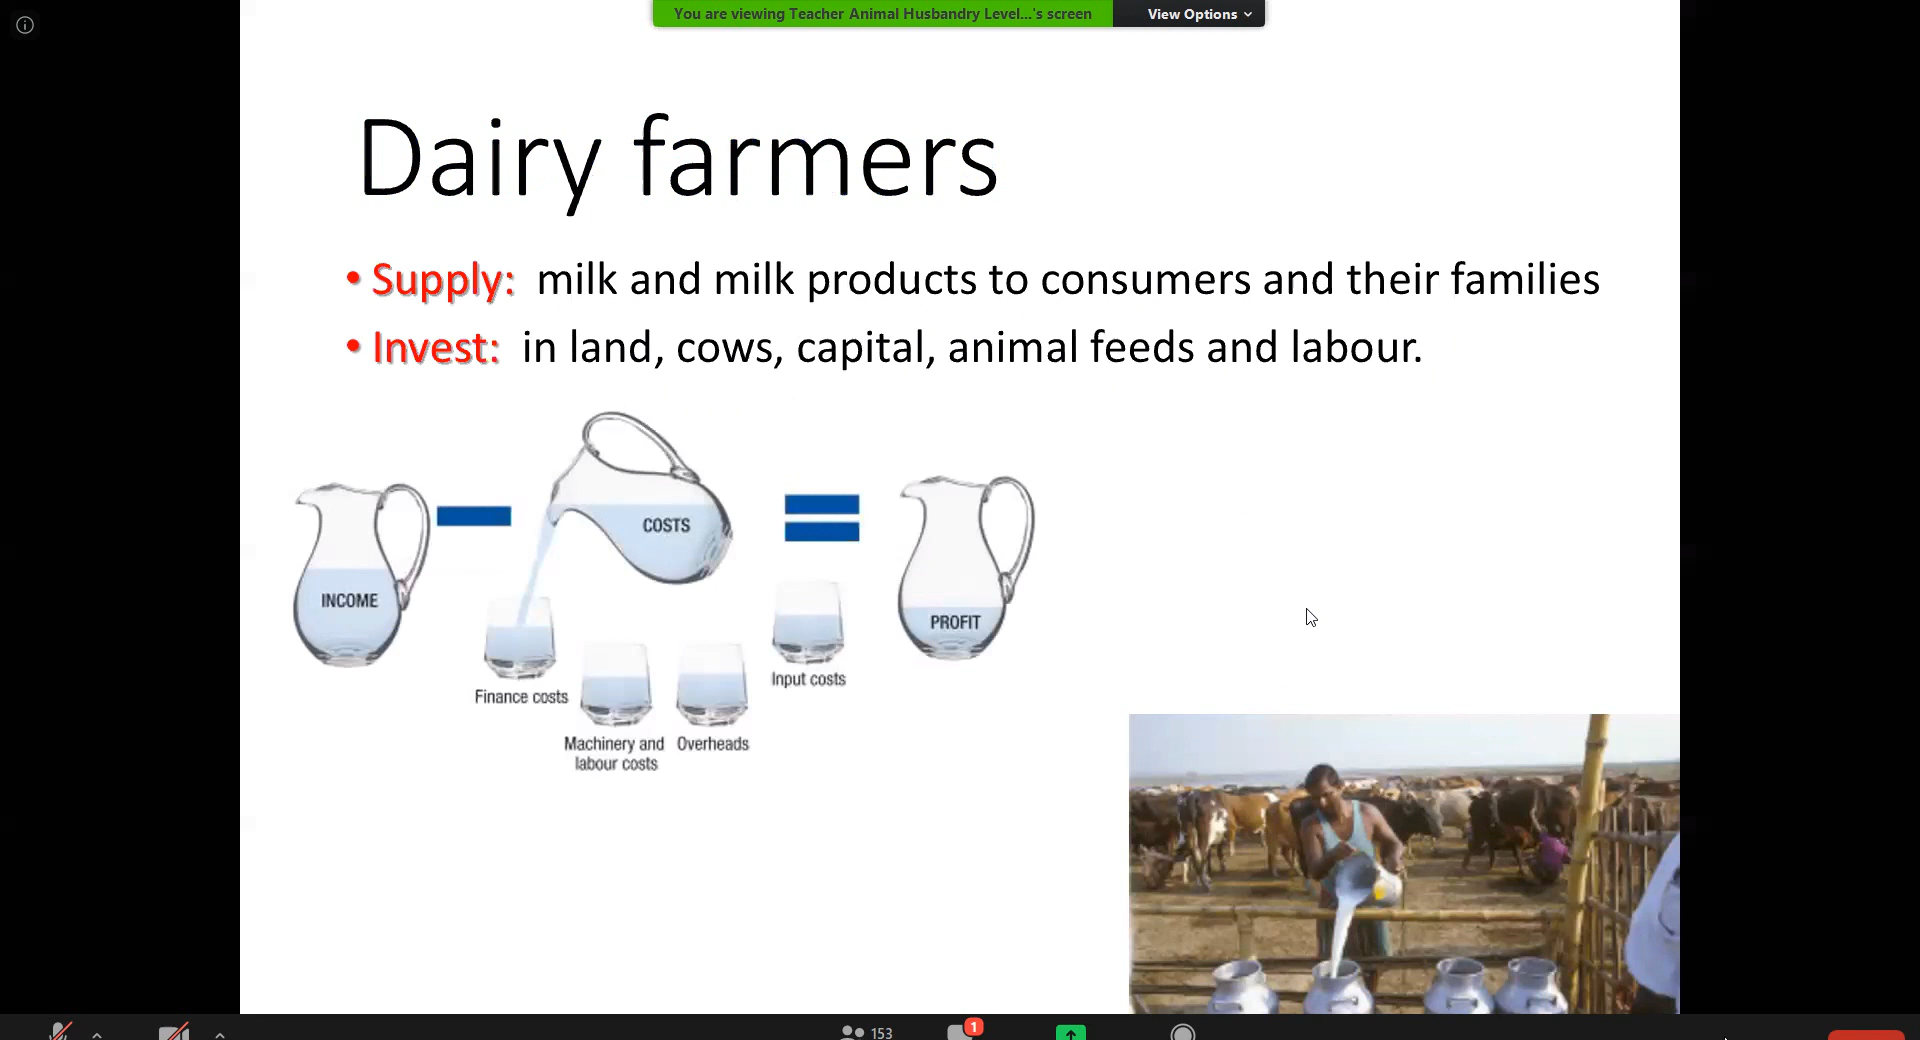 You are viewing Teacher Animal Husbandry Level...'s screen
View Options
Dairy farmers
• Supply: milk and milk products to consumers and their families
• Invest: in land, cows, capital, animal feeds and labour.
INCOME
COSTS
PROFIT
Finance costs
Machinery and
labour costs
Overheads
Input costs
153
1